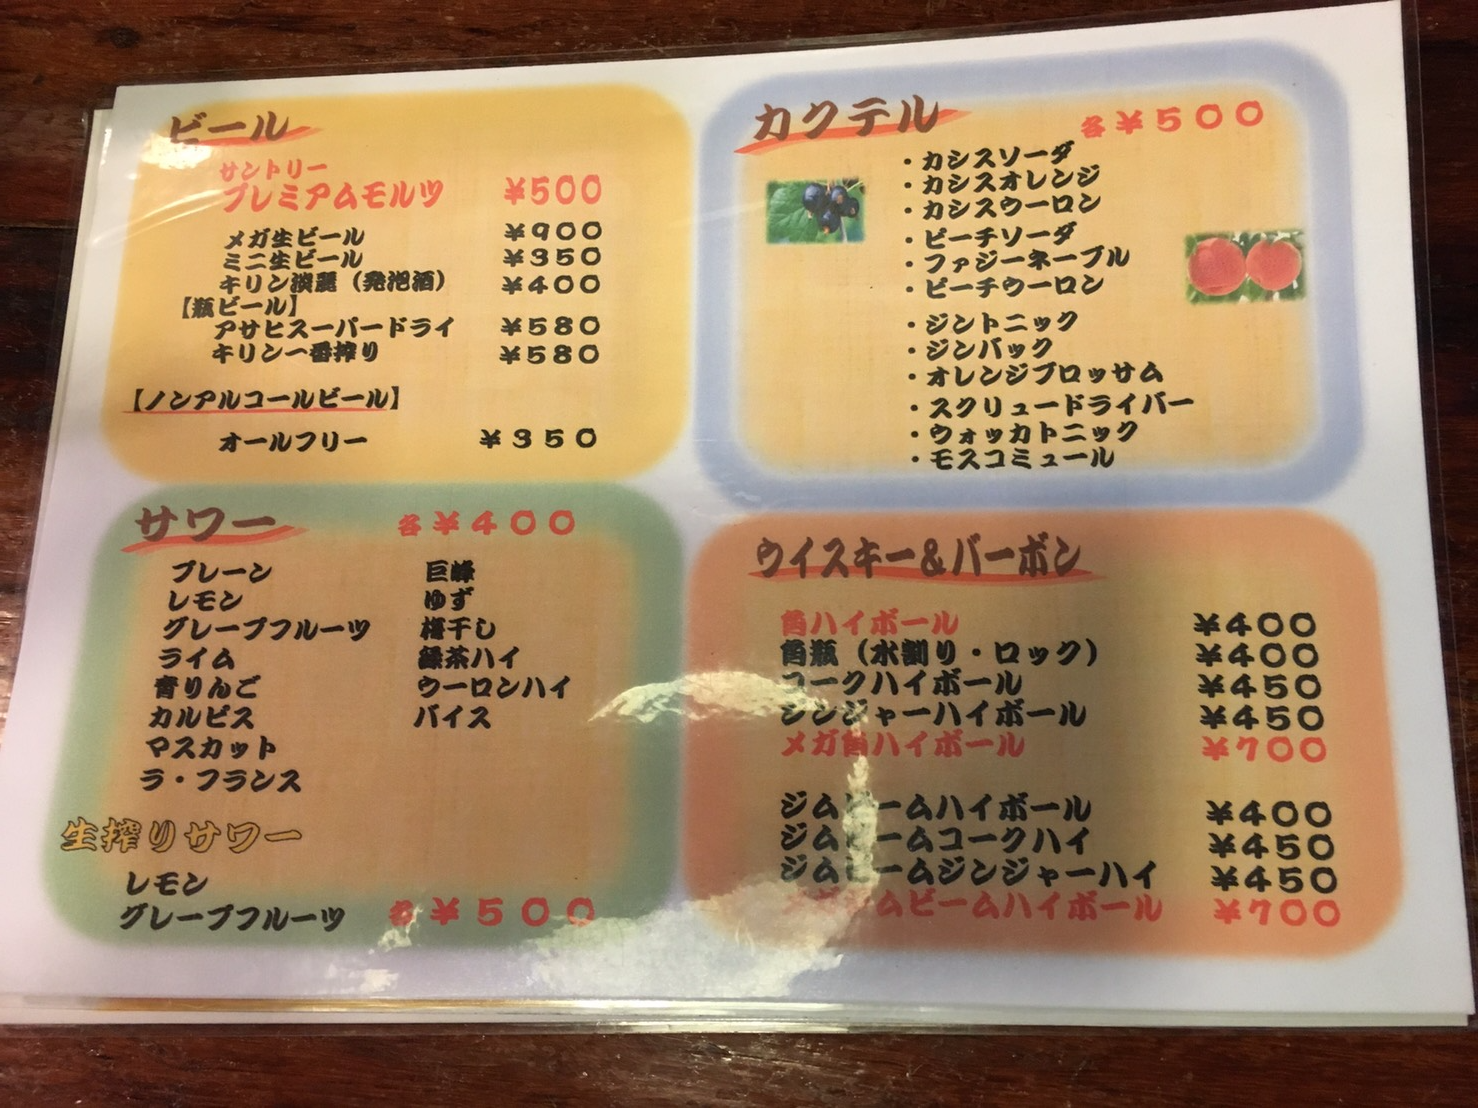 ビール
サントリー
プレミアムモルツ ¥500
メガ生ビール ¥900
ミニ生ビール ¥350
キリン淡麗（発泡酒） ¥400
【瓶ビール】
アサヒスーパードライ ¥580
キリン一番搾り ¥580
【ノンアルコールビール】
オールフリー ¥350
カクテル 各¥500
・カシスソーダ
・カシスオレンジ
・カシスウーロン
・ピーチソーダ
・ファジーネーブル
・ピーチウーロン
・ジントニック
・ジンバック
・オレンジブロッサム
・スクリュードライバー
・ウォッカトニック
・モスコミュール
サワー 各¥400
プレーン 巨峰
レモン ゆず
グレープフルーツ 梅干し
ライム 緑茶ハイ
青りんご ウーロンハイ
カルピス バイス
マスカット
ラ・フランス
生搾りサワー
レモン
グレープフルーツ 各¥500
ウイスキー＆バーボン
角ハイボール ¥400
角瓶（水割り・ロック） ¥400
コークハイボール ¥450
ジンジャーハイボール ¥450
メガ角ハイボール ¥700
ジムビームハイボール ¥400
ジムビームコークハイ ¥450
ジムビームジンジャーハイ ¥450
メガジムビームハイボール ¥700